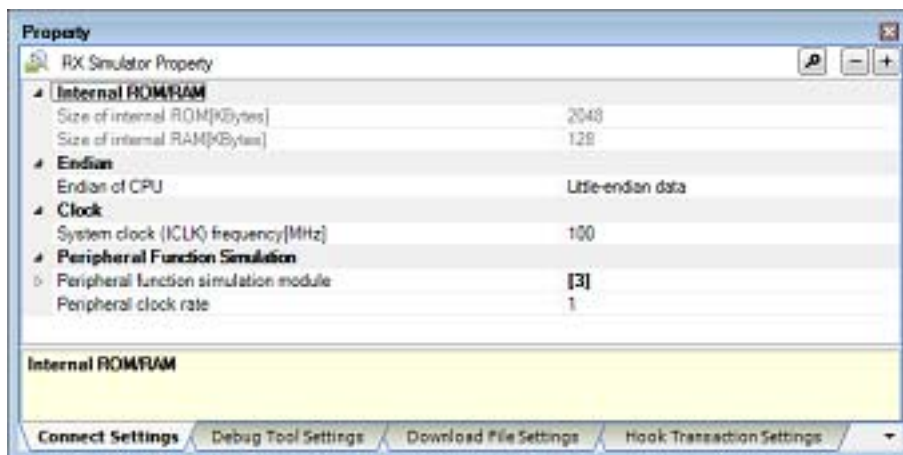 Property
RX Simulator Property
Internal ROM/RAM
Size of internal ROM[KBytes] 2048
Size of internal RAM[KBytes] 128
Endian
Endian of CPU Little-endian data
Clock
System clock (ICLK) frequency[MHz] 100
Peripheral Function Simulation
Peripheral function simulation module [3]
Peripheral clock rate 1
Internal ROM/RAM
Connect Settings Debug Tool Settings Download File Settings Hook Transaction Settings